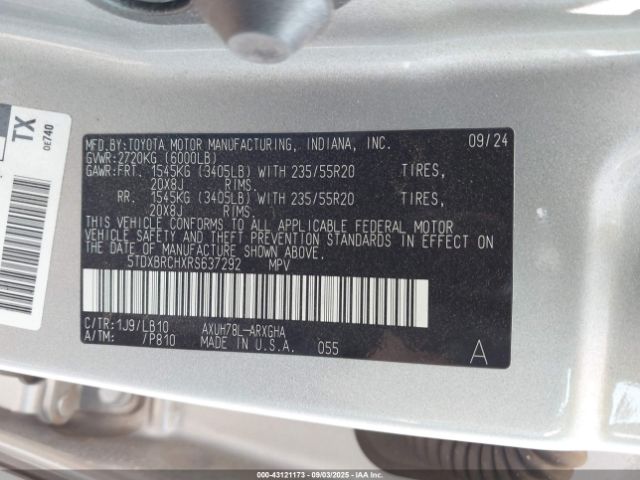 TX
OE740
MFD.BY:TOYOTA MOTOR MANUFACTURING, INDIANA, INC. 09/24
GVWR:2720KG (6000LB)
GAWR:FRT. 1545KG (3405LB) WITH 235/55R20 TIRES,
20X8J RIMS.
RR. 1545KG (3405LB) WITH 235/55R20 TIRES,
20X8J RIMS.
THIS VEHICLE CONFORMS TO ALL APPLICABLE FEDERAL MOTOR
VEHICLE SAFETY AND THEFT PREVENTION STANDARDS IN EFFECT
ON THE DATE OF MANUFACTURE SHOWN ABOVE.
5TDXBRCHXRS637292 MPV
C/TR:1J9/LB10 AXUH78L-ARXGHA
A/TM: /P810 MADE IN U.S.A. 055
A
000-43121173 - 09/03/2025 - IAAI.COM